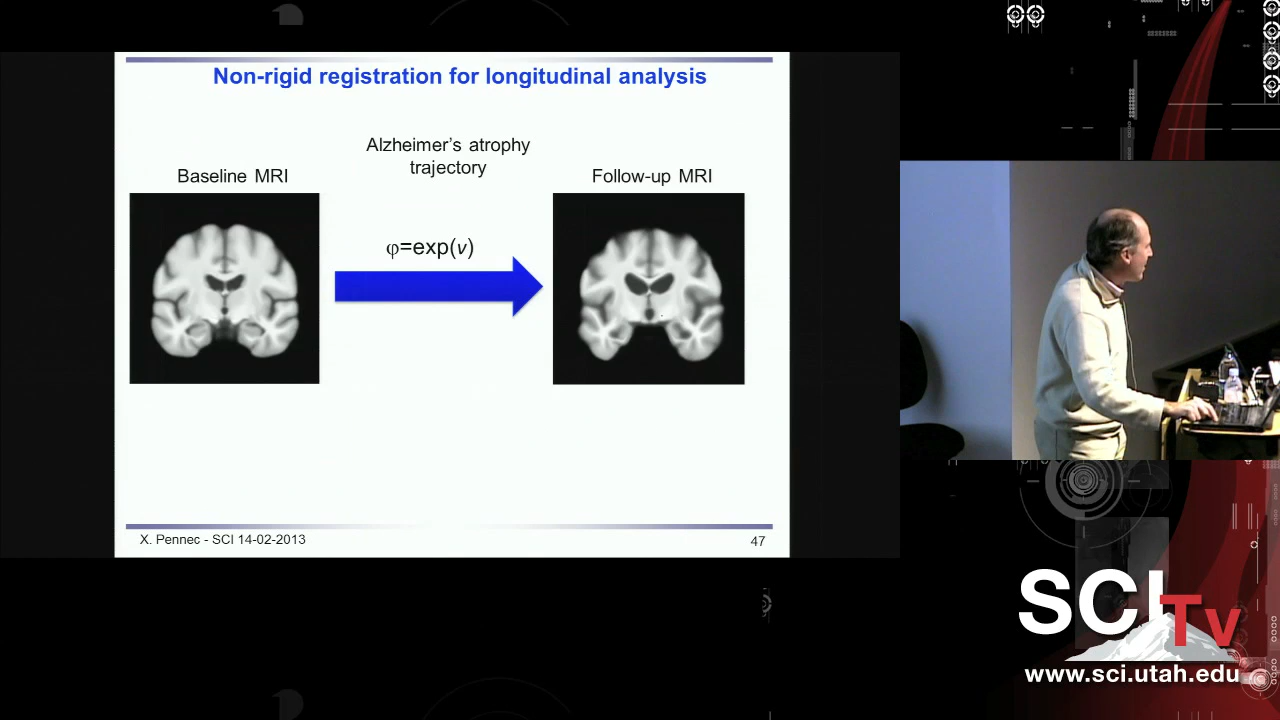 Non-rigid registration for longitudinal analysis
Alzheimer's atrophy
trajectory
Baseline MRI
Follow-up MRI
φ=exp(v)
X. Pennec - SCI 14-02-2013
47
SCI
TV
www.sci.utah.edu